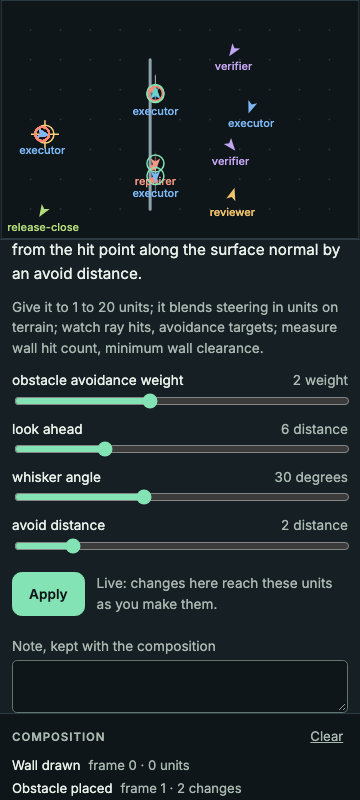 verifier
executor
executor
executor
verifier
repairer
executor
reviewer
release-close
from the hit point along the surface normal by
an avoid distance.
Give it to 1 to 20 units; it blends steering in units on
terrain; watch ray hits, avoidance targets; measure
wall hit count, minimum wall clearance.
obstacle avoidance weight 2 weight
look ahead 6 distance
whisker angle 30 degrees
avoid distance 2 distance
Apply
Live: changes here reach these units
as you make them.
Note, kept with the composition
COMPOSITION Clear
Wall drawn frame 0 · 0 units
Obstacle placed frame 1 · 2 changes